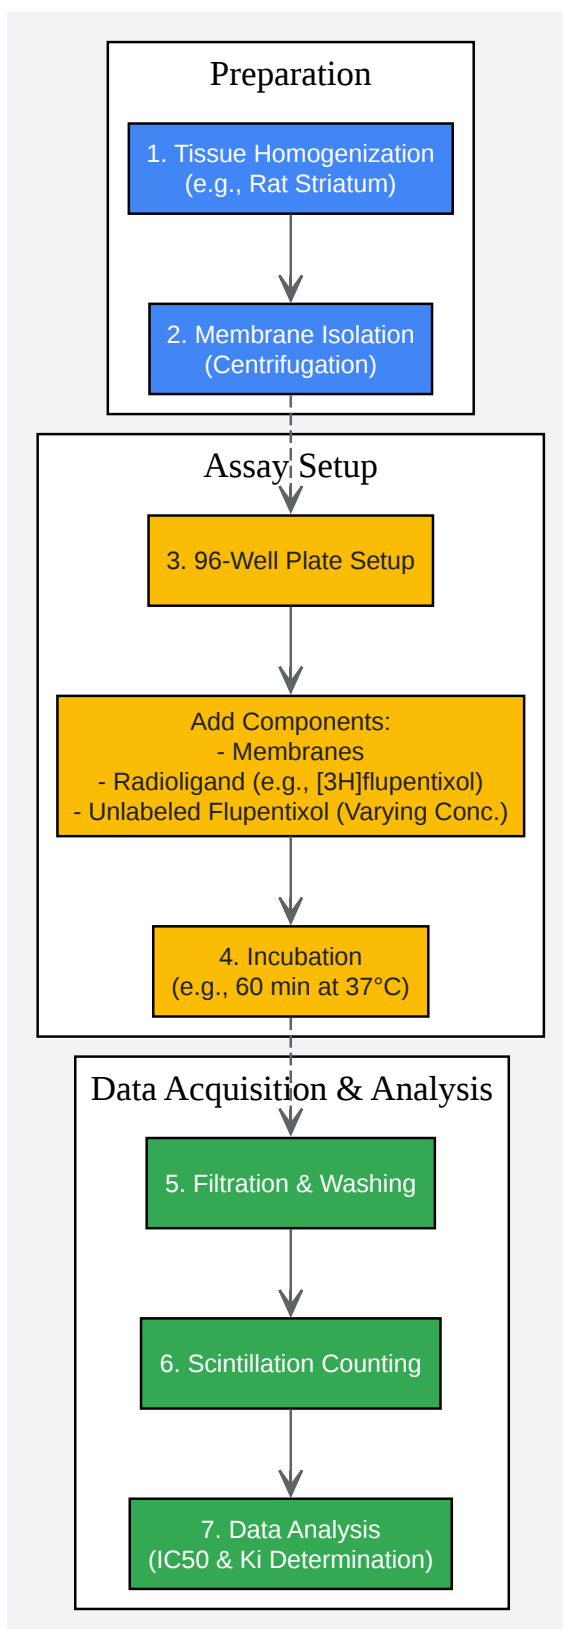 Preparation
1. Tissue Homogenization
(e.g., Rat Striatum)
2. Membrane Isolation
(Centrifugation)
Assay Setup
3. 96-Well Plate Setup
Add Components:
- Membranes
- Radioligand (e.g., [3H]flupentixol)
- Unlabeled Flupentixol (Varying Conc.)
4. Incubation
(e.g., 60 min at 37°C)
Data Acquisition & Analysis
5. Filtration & Washing
6. Scintillation Counting
7. Data Analysis
(IC50 & Ki Determination)